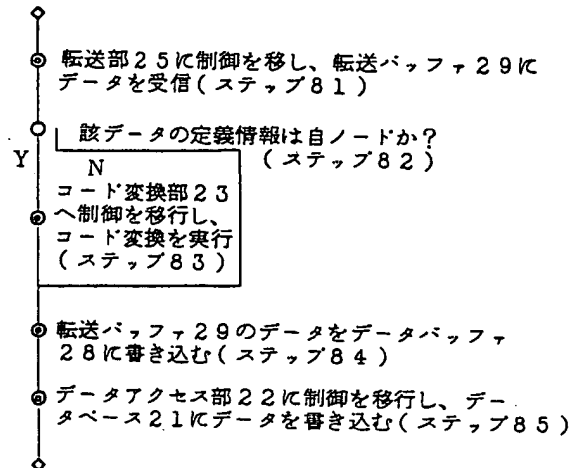 転送部25に制御を移し、転送バッファ29に
データを受信(ステップ81)
該データの定義情報は自ノードか?
(ステップ82)
Y
N
コード変換部23
へ制御を移行し、
コード変換を実行
(ステップ83)
転送バッファ29のデータをデータバッファ
28に書き込む(ステップ84)
データアクセス部22に制御を移行し、デー
タベース21にデータを書き込む(ステップ85)